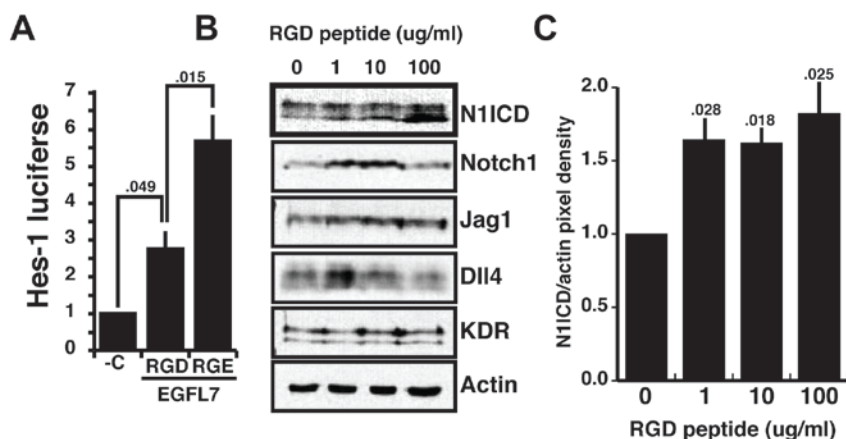 A
Hes-1 luciferse
7
6
5
4
3
2
1
0
.049
.015
-C
RGD
RGE
EGFL7
B
RGD peptide (ug/ml)
0 1 10 100
N1ICD
Notch1
Jag1
Dll4
KDR
Actin
C
N1ICD/actin pixel density
2.0
1.5
1.0
0.5
0.0
.028
.018
.025
0 1 10 100
RGD peptide (ug/ml)